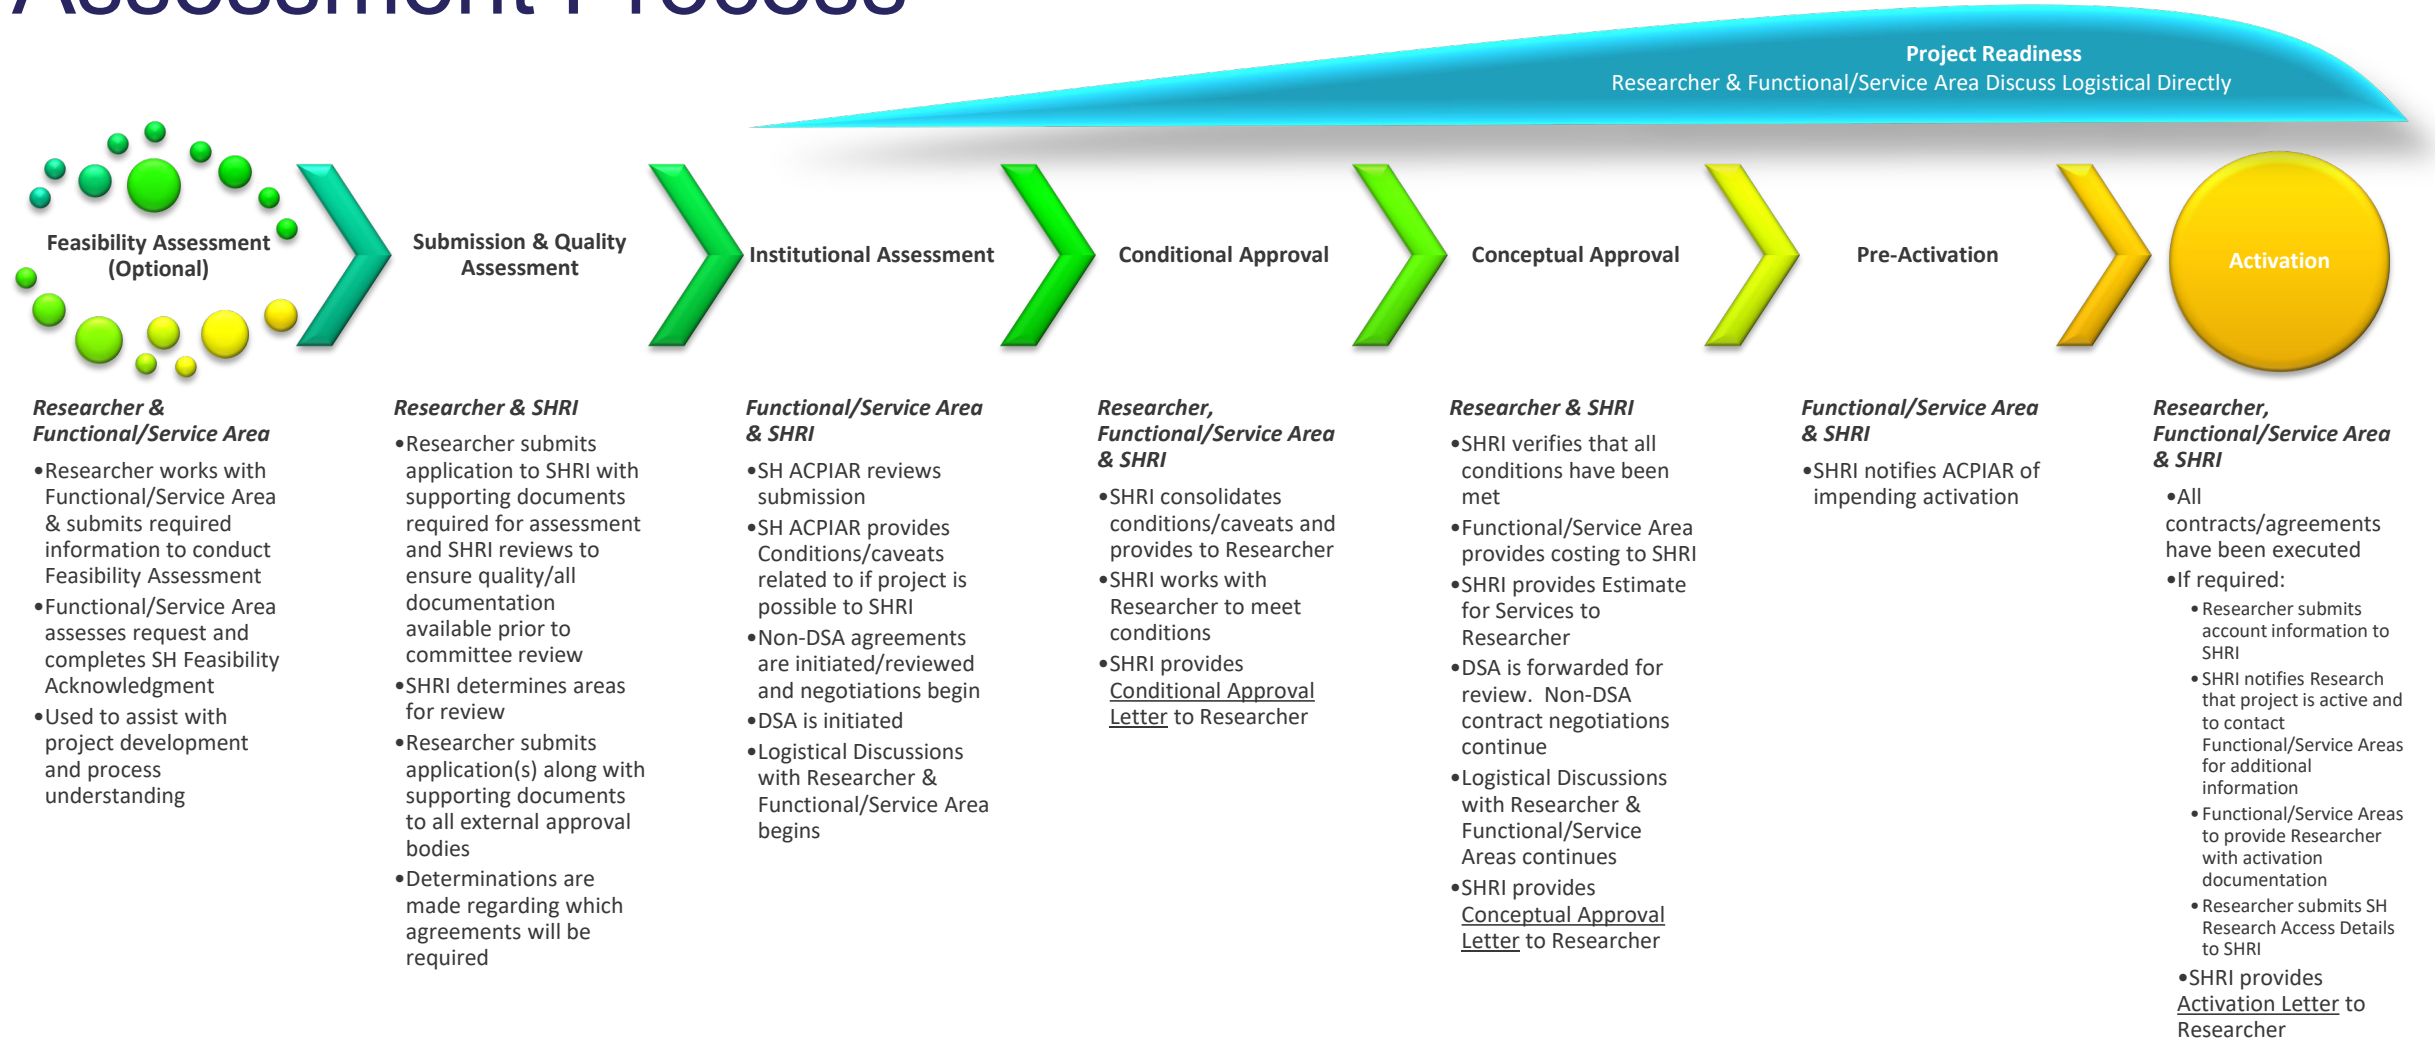 Assessment Process
Project Readiness
Researcher & Functional/Service Area Discuss Logistical Directly
Feasibility Assessment
(Optional)
Submission & Quality
Assessment
Institutional Assessment
Conditional Approval
Conceptual Approval
Pre-Activation
Activation
Researcher &
Functional/Service Area
•Researcher works with
Functional/Service Area
& submits required
information to conduct
Feasibility Assessment
•Functional/Service Area
assesses request and
completes SH Feasibility
Acknowledgment
•Used to assist with
project development
and process
understanding
Researcher & SHRI
•Researcher submits
application to SHRI with
supporting documents
required for assessment
and SHRI reviews to
ensure quality/all
documentation
available prior to
committee review
•SHRI determines areas
for review
•Researcher submits
application(s) along with
supporting documents
to all external approval
bodies
•Determinations are
made regarding which
agreements will be
required
Functional/Service Area
& SHRI
•SH ACPIAR reviews
submission
•SH ACPIAR provides
Conditions/caveats
related to if project is
possible to SHRI
•Non-DSA agreements
are initiated/reviewed
and negotiations begin
•DSA is initiated
•Logistical Discussions
with Researcher &
Functional/Service Area
begins
Researcher,
Functional/Service Area
& SHRI
•SHRI consolidates
conditions/caveats and
provides to Researcher
•SHRI works with
Researcher to meet
conditions
•SHRI provides
Conditional Approval
Letter to Researcher
Researcher & SHRI
•SHRI verifies that all
conditions have been
met
•Functional/Service Area
provides costing to SHRI
•SHRI provides Estimate
for Services to
Researcher
•DSA is forwarded for
review.  Non-DSA
contract negotiations
continue
•Logistical Discussions
with Researcher &
Functional/Service
Areas continues
•SHRI provides
Conceptual Approval
Letter to Researcher
Functional/Service Area
& SHRI
•SHRI notifies ACPIAR of
impending activation
Researcher,
Functional/Service Area
& SHRI
•All
contracts/agreements
have been executed
•If required:
•Researcher submits
account information to
SHRI
•SHRI notifies Research
that project is active and
to contact
Functional/Service Areas
for additional
information
•Functional/Service Areas
to provide Researcher
with activation
documentation
•Researcher submits SH
Research Access Details
to SHRI
•SHRI provides
Activation Letter to
Researcher